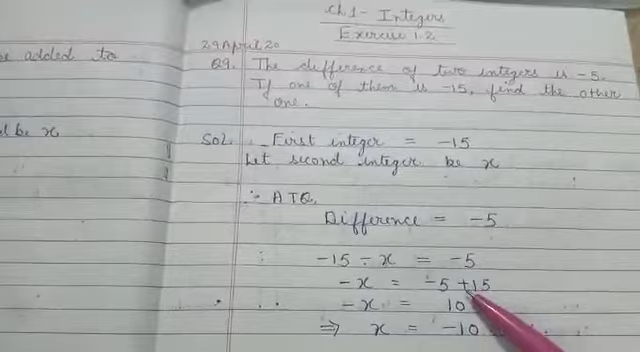 Ch 1 - Integers
Exercise 1.2
29 April 20
be added to
Q9. The difference of two integers is -5.
If one of them is -15, find the other
one.
d be x
Sol. First integer = -15
Let second integer be x
∴ ATQ,
Difference = -5
-15 - x = -5
-x = -5 + 15
-x = 10
⇒ x = -10